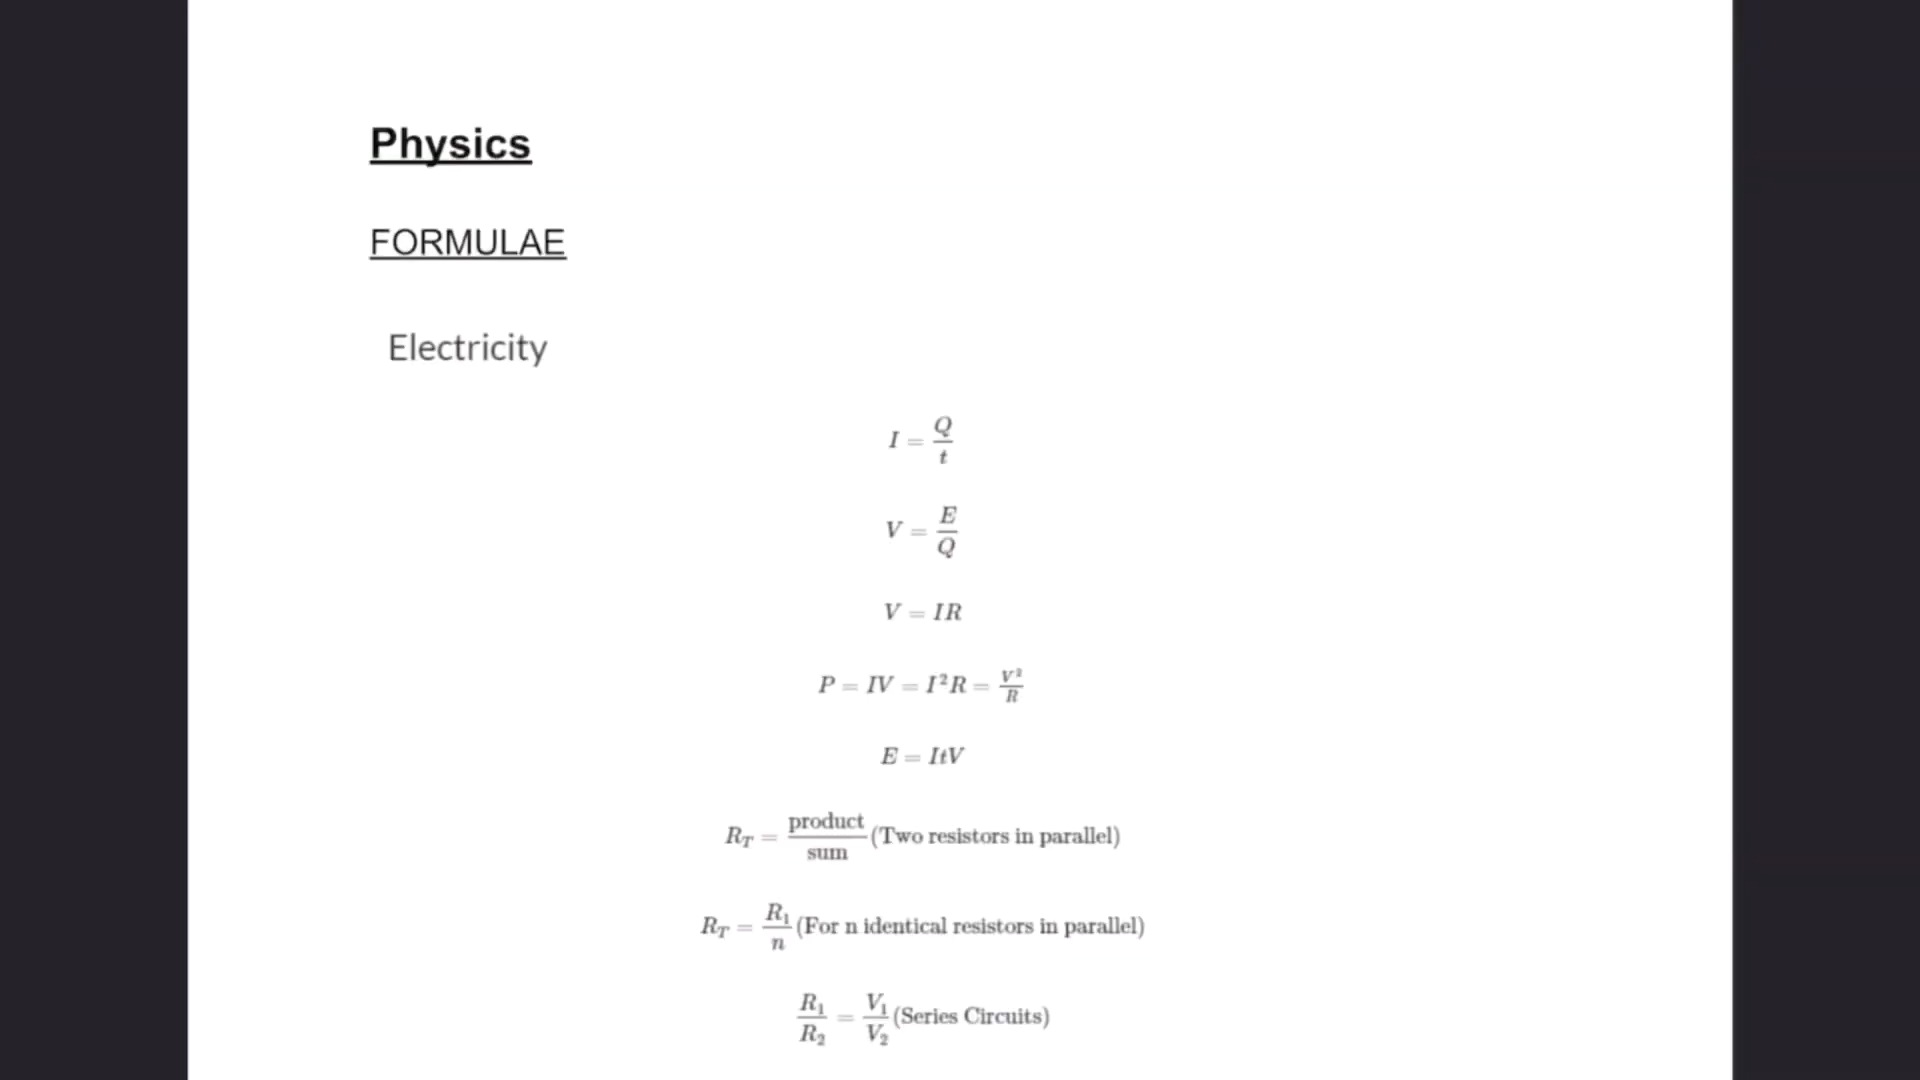 Physics
FORMULAE
Electricity
I = Q/t
V = E/Q
V = IR
P = IV = I²R = V²/R
E = ItV
R_T = product/sum (Two resistors in parallel)
R_T = R₁/n (For n identical resistors in parallel)
R₁/R₂ = V₁/V₂ (Series Circuits)